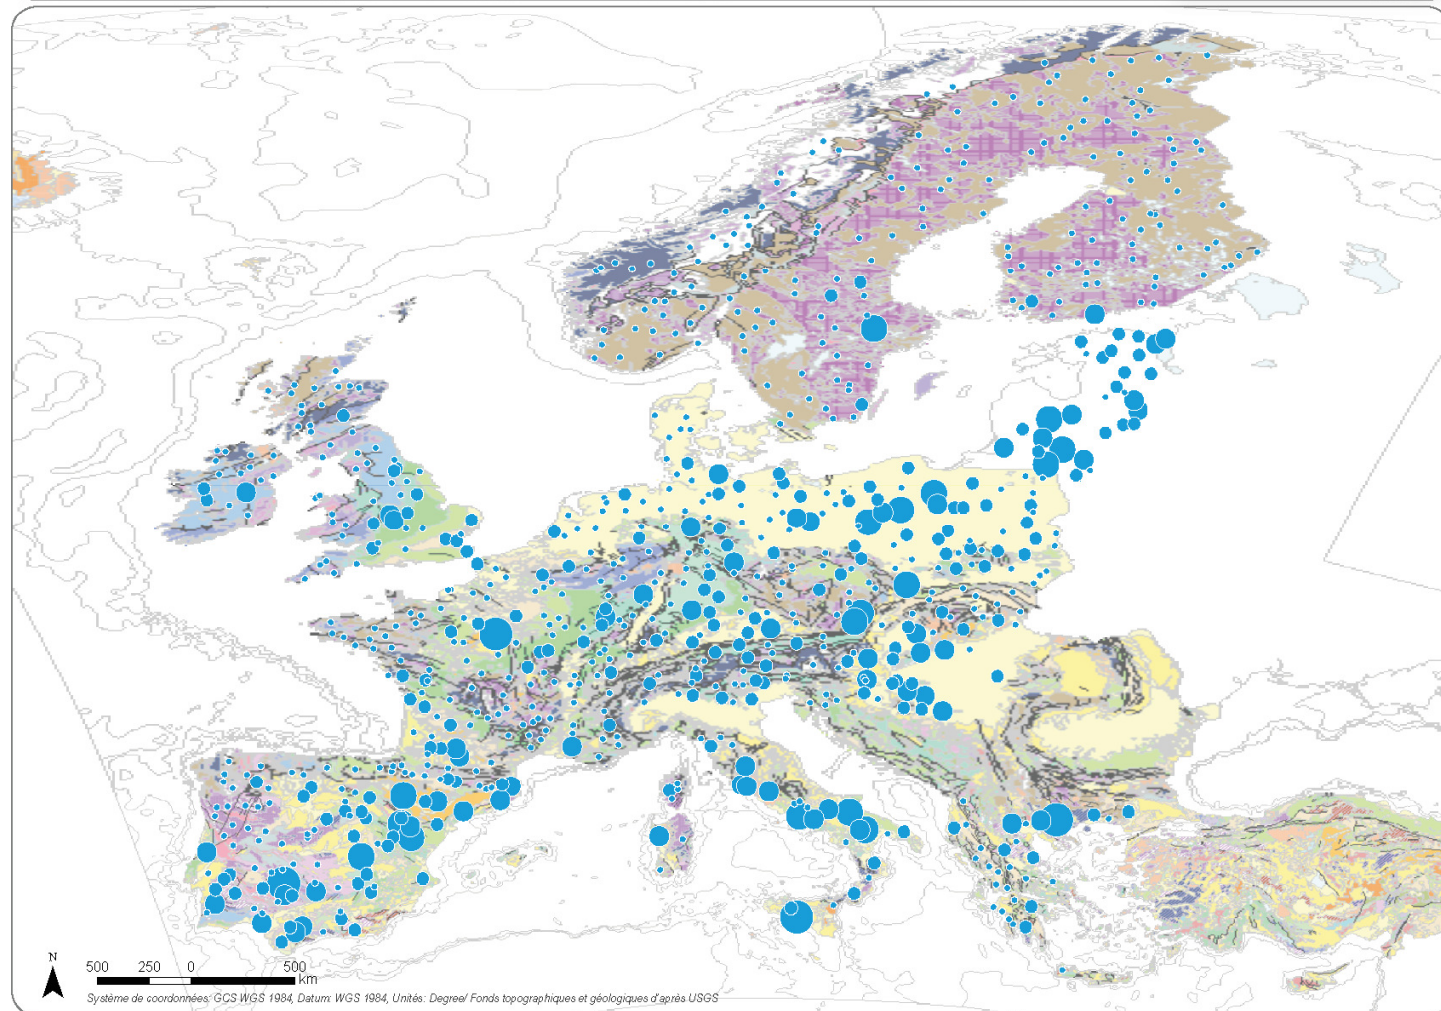 N
500 250 0 500
km
Système de coordonnées: GCS WGS 1984, Datum: WGS 1984, Unités: Degree/ Fonds topographiques et géologiques d'après USGS